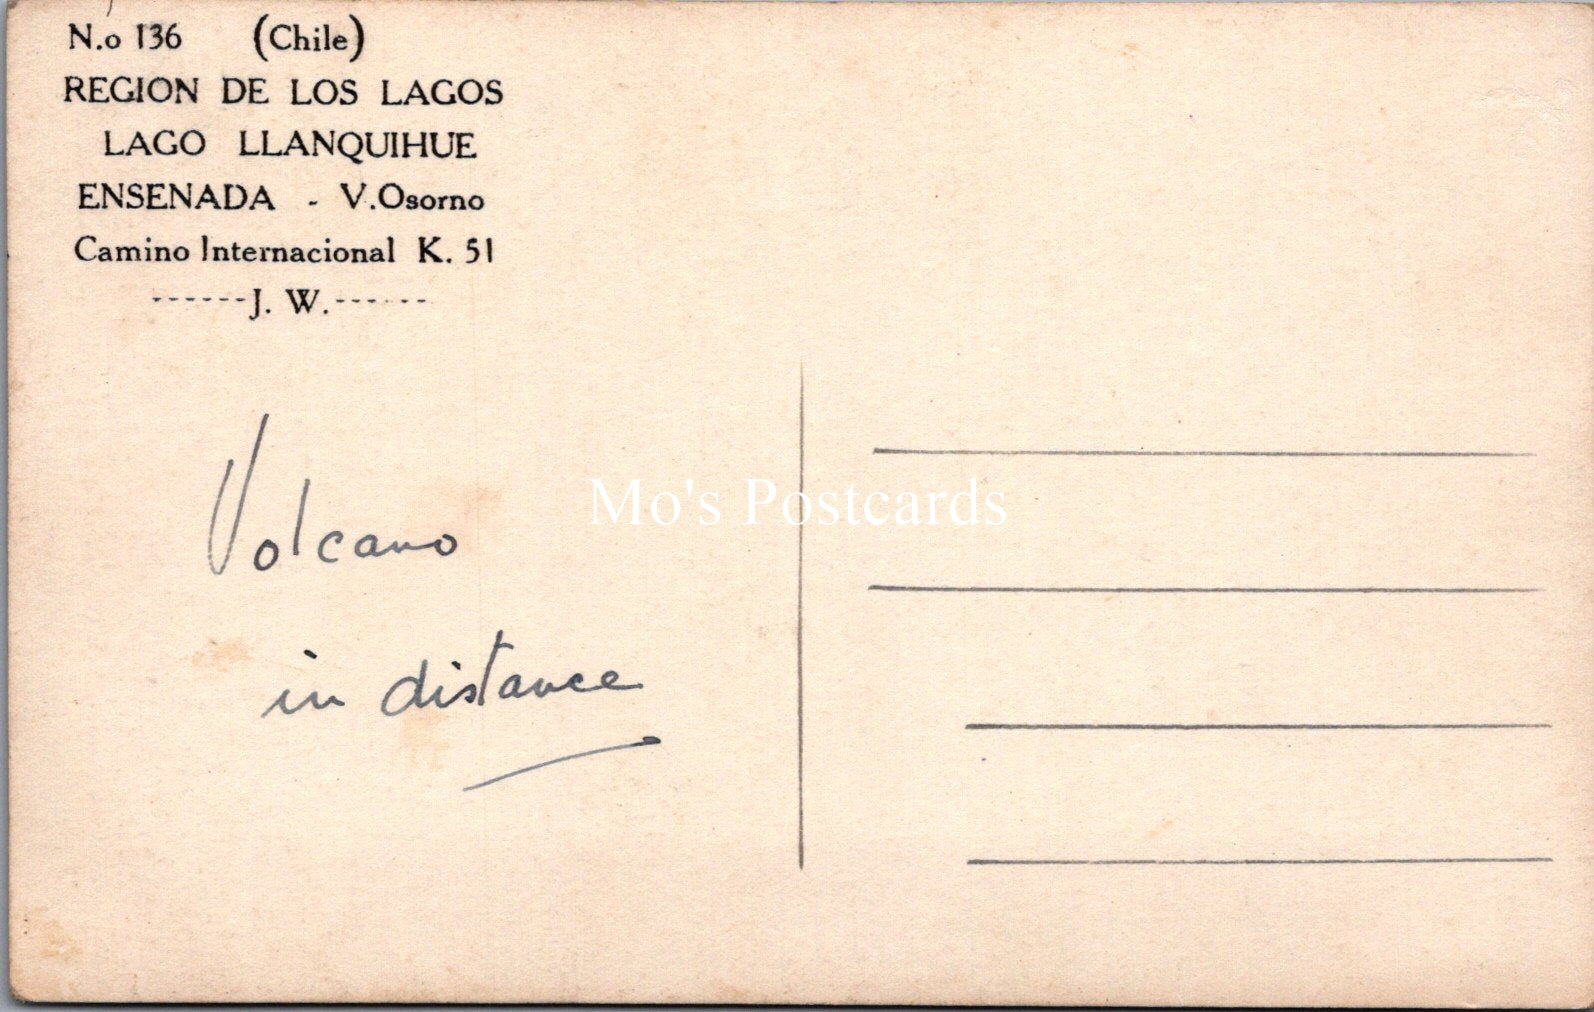 N.o 136 (Chile)
REGION DE LOS LAGOS
LAGO LLANQUIHUE
ENSENADA - V.Osorno
Camino Internacional K. 51
------J. W.------
Volcano
in distance
Mo's Postcards